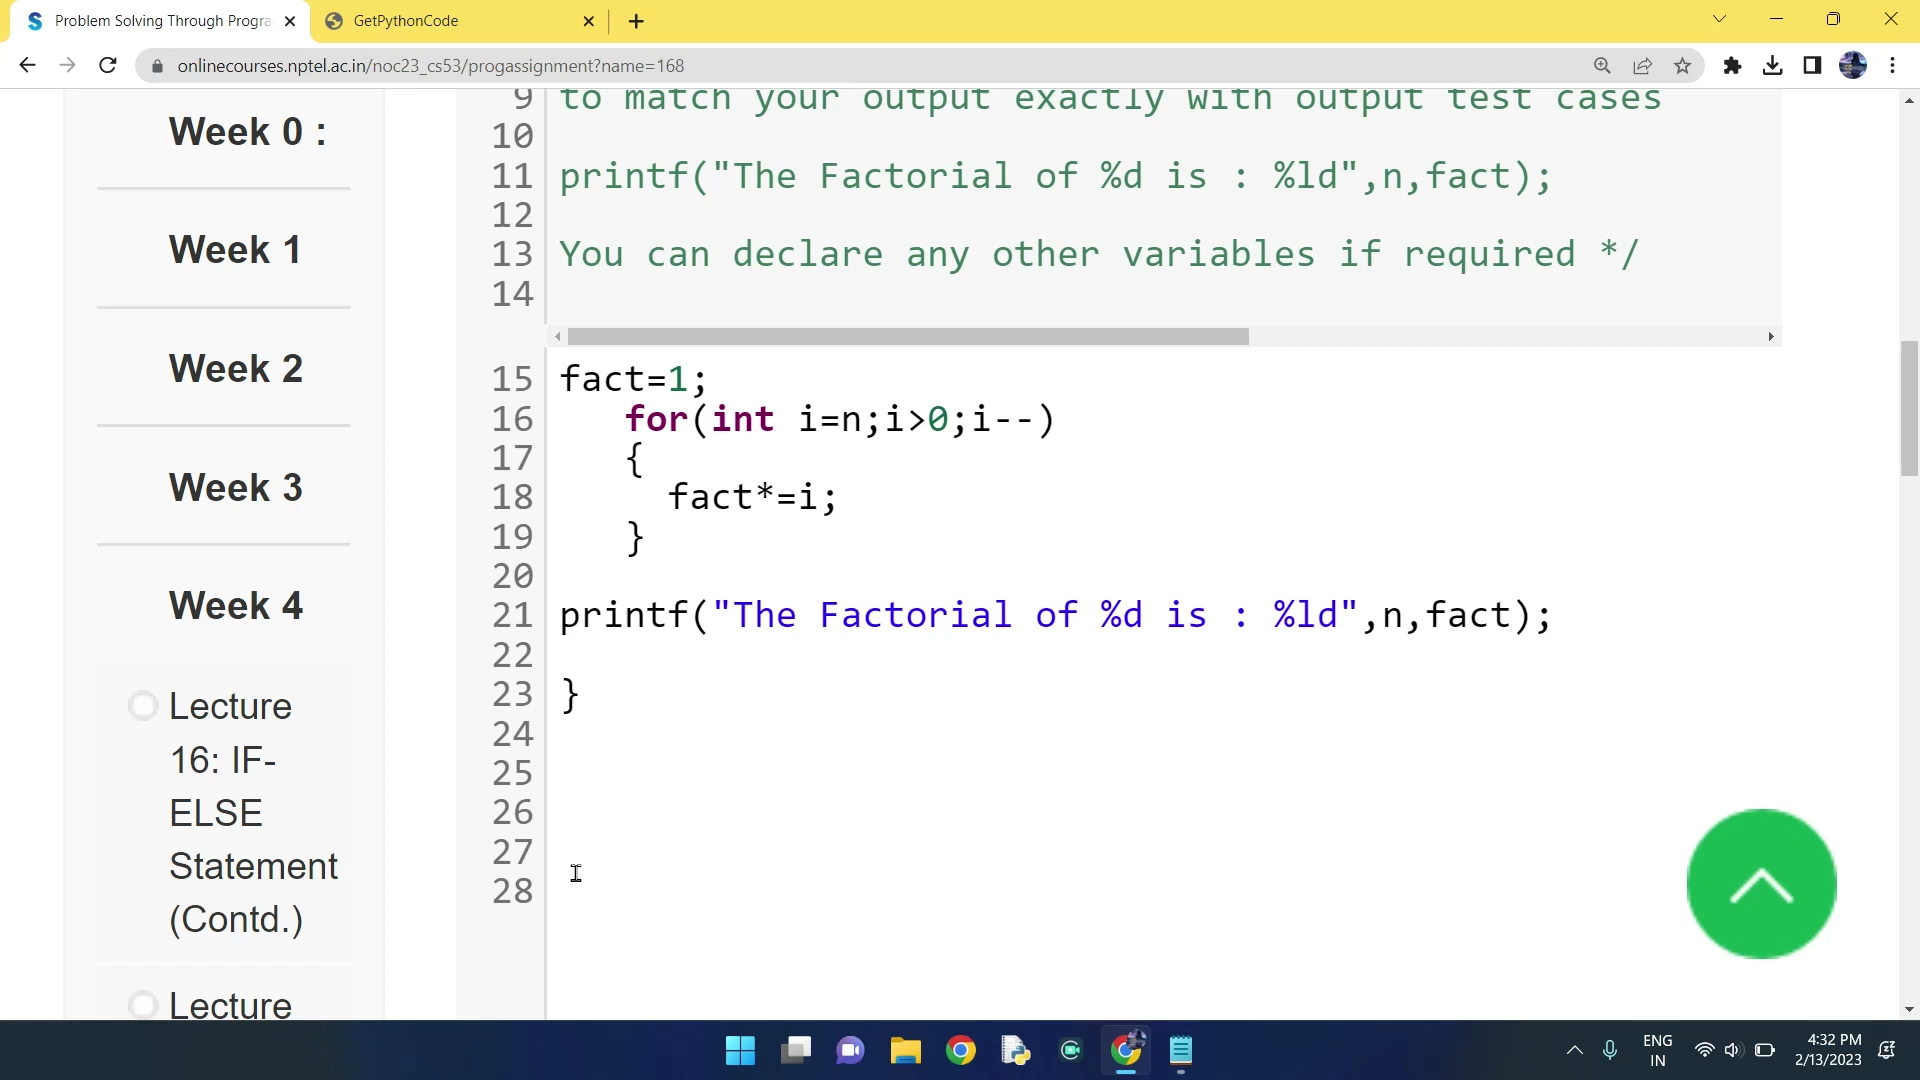 Problem Solving Through Progra
GetPythonCode
onlinecourses.nptel.ac.in/noc23_cs53/progassignment?name=168
Week 0 :
Week 1
Week 2
Week 3
Week 4
Lecture
16: IF-
ELSE
Statement
(Contd.)
Lecture
9 to match your output exactly with output test cases
10
11 printf("The Factorial of %d is : %ld",n,fact);
12
13 You can declare any other variables if required */
14
15 fact=1;
16 for(int i=n;i>0;i--)
17 {
18 fact*=i;
19 }
20
21 printf("The Factorial of %d is : %ld",n,fact);
22
23 }
24
25
26
27
28
ENG
IN
4:32 PM
2/13/2023